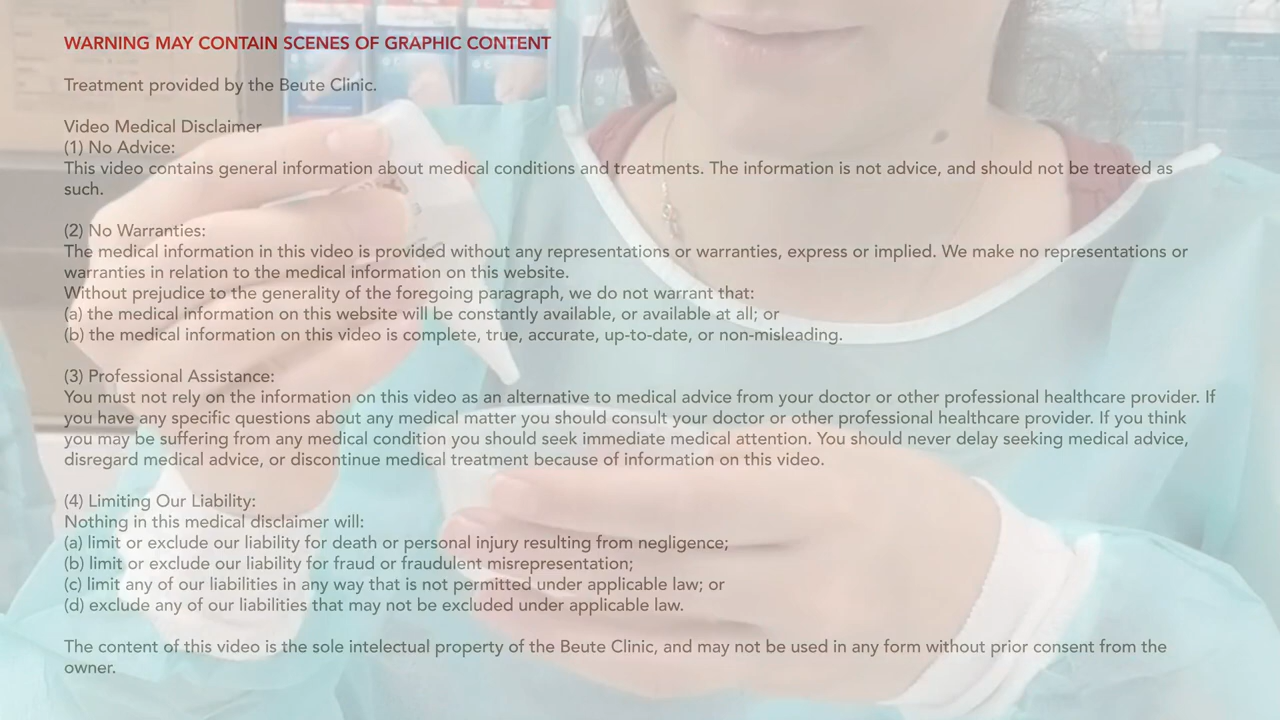 WARNING MAY CONTAIN SCENES OF GRAPHIC CONTENT
Treatment provided by the Beute Clinic.
Video Medical Disclaimer
(1) No Advice:
This video contains general information about medical conditions and treatments. The information is not advice, and should not be treated as
such.
(2) No Warranties:
The medical information in this video is provided without any representations or warranties, express or implied. We make no representations or
warranties in relation to the medical information on this website.
Without prejudice to the generality of the foregoing paragraph, we do not warrant that:
(a) the medical information on this website will be constantly available, or available at all; or
(b) the medical information on this video is complete, true, accurate, up-to-date, or non-misleading.
(3) Professional Assistance:
You must not rely on the information on this video as an alternative to medical advice from your doctor or other professional healthcare provider. If
you have any specific questions about any medical matter you should consult your doctor or other professional healthcare provider. If you think
you may be suffering from any medical condition you should seek immediate medical attention. You should never delay seeking medical advice,
disregard medical advice, or discontinue medical treatment because of information on this video.
(4) Limiting Our Liability:
Nothing in this medical disclaimer will:
(a) limit or exclude our liability for death or personal injury resulting from negligence;
(b) limit or exclude our liability for fraud or fraudulent misrepresentation;
(c) limit any of our liabilities in any way that is not permitted under applicable law; or
(d) exclude any of our liabilities that may not be excluded under applicable law.
The content of this video is the sole intelectual property of the Beute Clinic, and may not be used in any form without prior consent from the
owner.